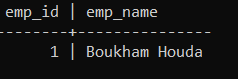 emp_id | emp_name
--------+---------------
1 | Boukham Houda